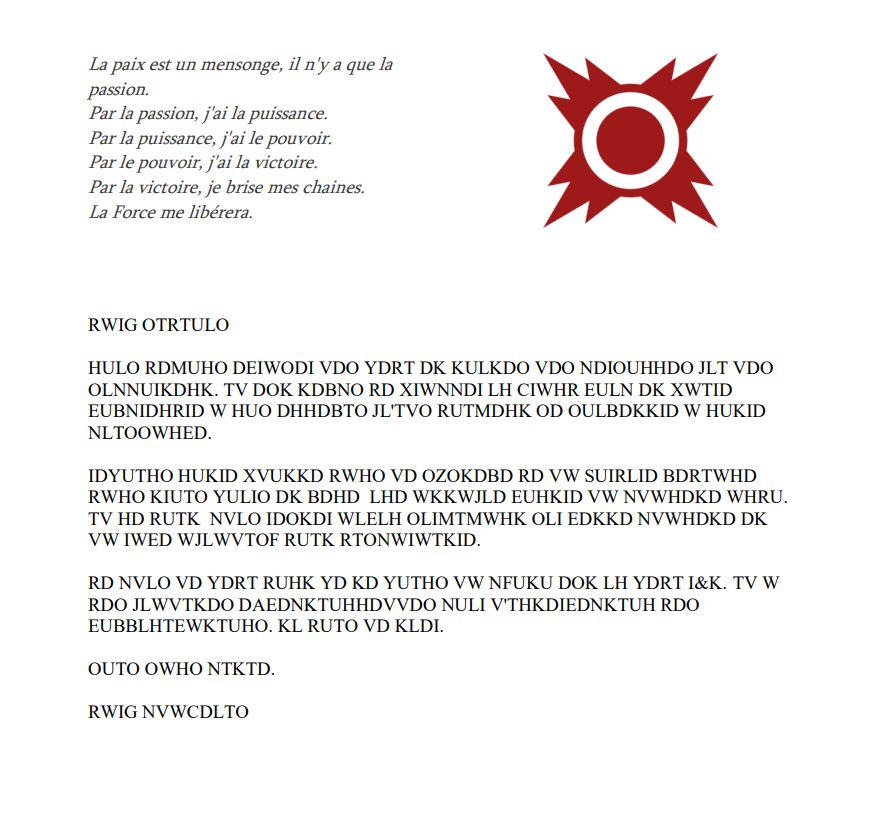 La paix est un mensonge, il n'y a que la
passion.
Par la passion, j'ai la puissance.
Par la puissance, j'ai le pouvoir.
Par le pouvoir, j'ai la victoire.
Par la victoire, je brise mes chaines.
La Force me libérera.
RWIG OTRTULO
HULO RDMUHO DEIWODI VDO YDRT DK KULKDO VDO NDIOUHHDO JLT VDO
OLNNUIKDHK. TV DOK KDBNO RD XIWNNDI LH CIWHR EULN DK XWTID
EUBNIDHRID W HUO DHHDBTO JL'TVO RUTMDHK OD OULBDKKID W HUKID
NLTOOWHED.
IDYUTHO HUKID XVUKKD RWHO VD OZOKDBD RD VW SUIRLID BDRTWHD
RWHO KIUTO YULIO DK BDHD LHD WKKWJLD EUHKID VW NVWHDKD WHRU.
TV HD RUTK NVLO IDOKDI WLELH OLIMTMWHK OLI EDKKD NVWHDKD DK
VW IWED WJLWVTOF RUTK RTONWIWTKID.
RD NVLO VD YDRT RUHK YD KD YUTHO VW NFUKU DOK LH YDRT I&K. TV W
RDO JLWVTKDO DAEDNKTUHHDVVDO NULI V'THKDIEDNKTUH RDO
EUBBLHTEWKTUHO. KL RUTO VD KLDI.
OUTO OWHO NTKTD.
RWIG NVWCDLTO